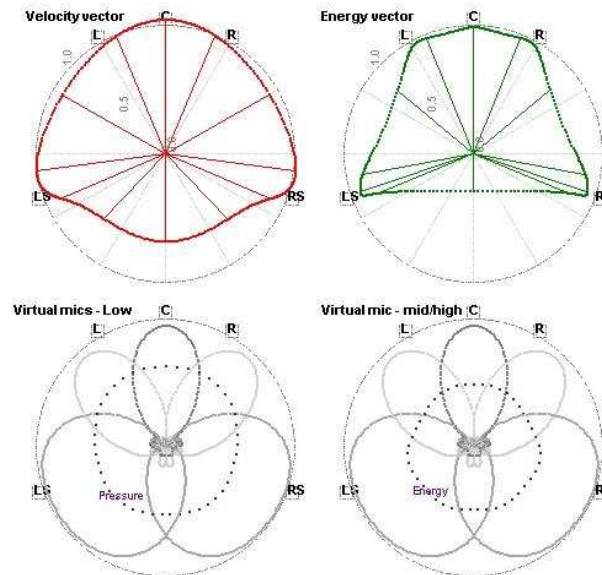 Velocity vector
C
L
R
1.0
0.5
LS
RS
Energy vector
C
L
R
1.0
0.5
LS
RS
Virtual mics - Low
C
L
R
LS
RS
Pressure
Virtual mic - mid/high
C
L
R
LS
R
Energy